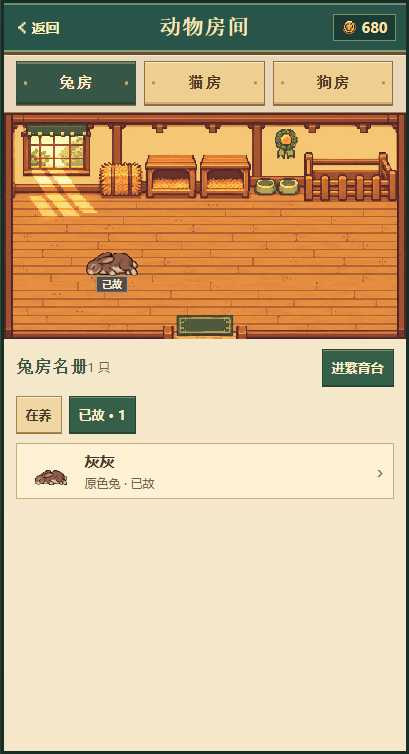 返回
动物房间
680
兔房
猫房
狗房
已故
兔房名册1 只
进繁育台
在养
已故 • 1
灰灰
原色兔 · 已故